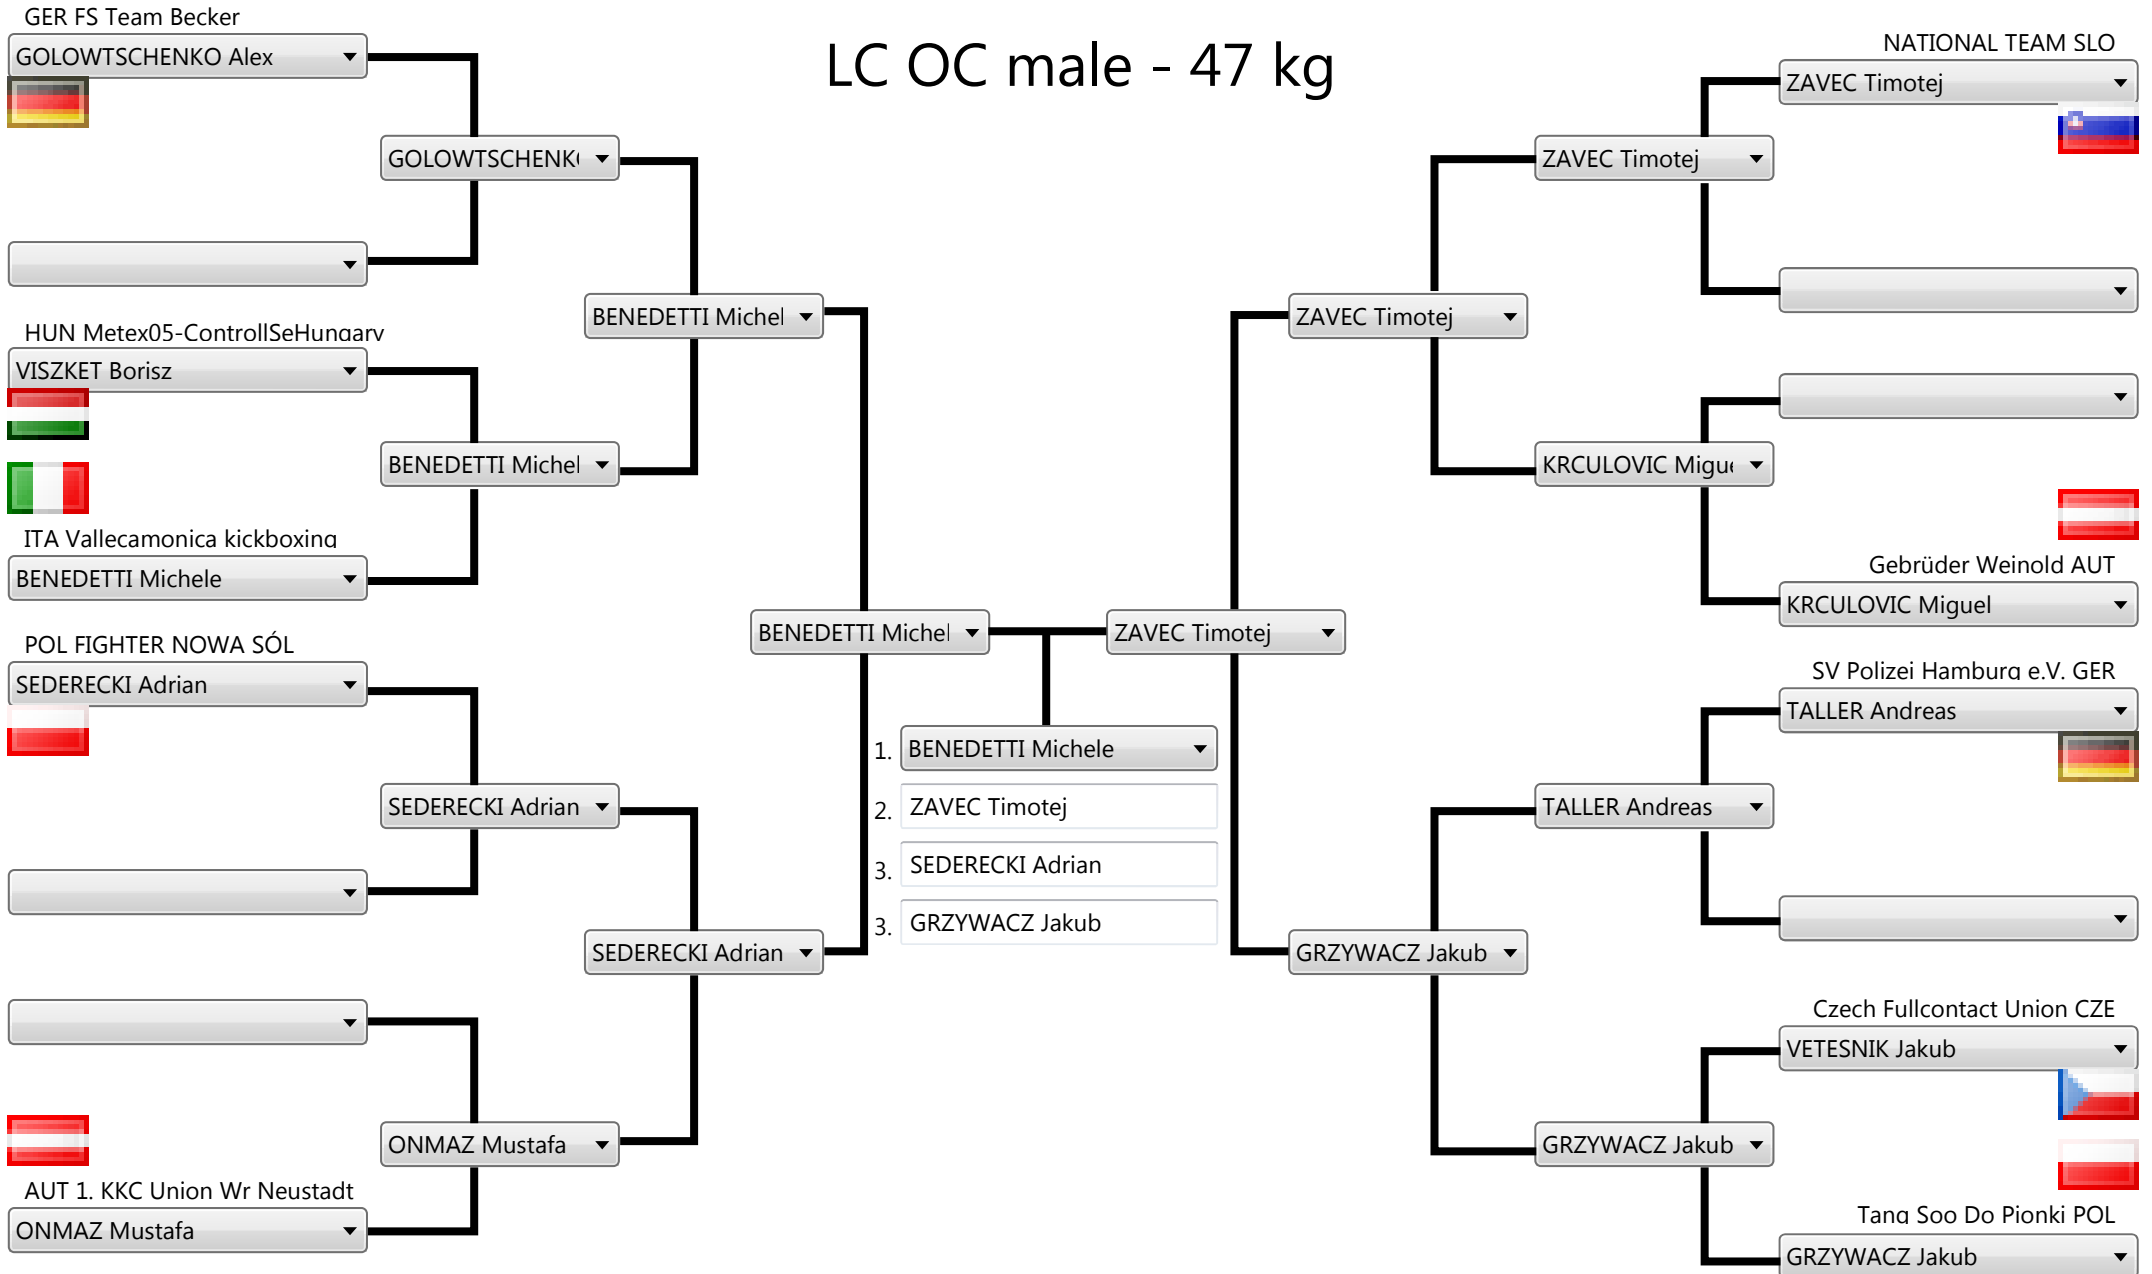 LC OC male - 47 kg
GER FS Team Becker
GOLOWTSCHENKO Alex
GOLOWTSCHENK
HUN Metex05-ControllSeHungary
VISZKET Borisz
BENEDETTI Michel
BENEDETTI Michel
ITA Vallecamonica kickboxing
BENEDETTI Michele
POL FIGHTER NOWA SÓL
SEDERECKI Adrian
SEDERECKI Adrian
SEDERECKI Adrian
ONMAZ Mustafa
AUT 1. KKC Union Wr Neustadt
ONMAZ Mustafa
BENEDETTI Michel
ZAVEC Timotej
1. BENEDETTI Michele
2. ZAVEC Timotej
3. SEDERECKI Adrian
3. GRZYWACZ Jakub
NATIONAL TEAM SLO
ZAVEC Timotej
ZAVEC Timotej
ZAVEC Timotej
KRCULOVIC Migue
Gebrüder Weinold AUT
KRCULOVIC Miguel
SV Polizei Hamburg e.V. GER
TALLER Andreas
TALLER Andreas
GRZYWACZ Jakub
Czech Fullcontact Union CZE
VETESNIK Jakub
GRZYWACZ Jakub
Tang Soo Do Pionki POL
GRZYWACZ Jakub